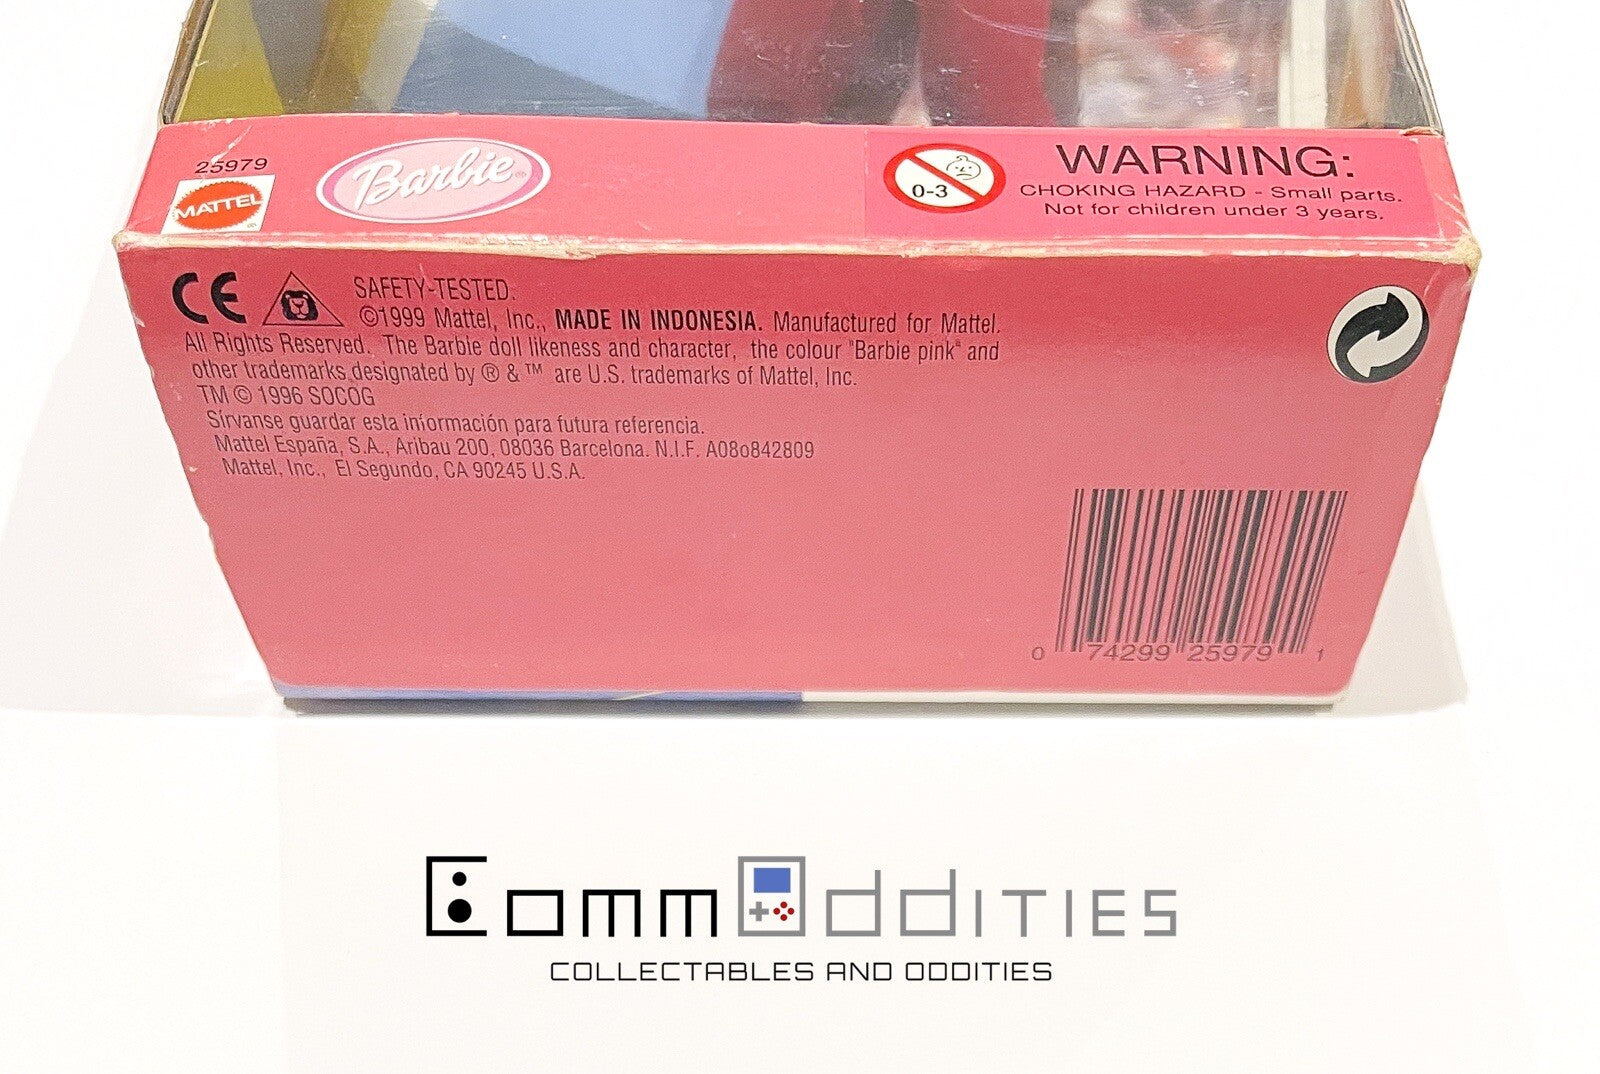 25979
MATTEL ®
Barbie ®
0-3
WARNING:
CHOKING HAZARD - Small parts.
Not for children under 3 years.
CE
SAFETY-TESTED.
©1999 Mattel, Inc., MADE IN INDONESIA. Manufactured for Mattel.
All Rights Reserved. The Barbie doll likeness and character, the colour "Barbie pink" and
other trademarks designated by ® & ™ are U.S. trademarks of Mattel, Inc.
TM © 1996 SOCOG
Sírvanse guardar esta información para futura referencia.
Mattel España, S.A., Aribau 200, 08036 Barcelona. N.I.F. A08o842809
Mattel, Inc., El Segundo, CA 90245 U.S.A.
0 74299 25979 1
CommOddities
COLLECTABLES AND ODDITIES